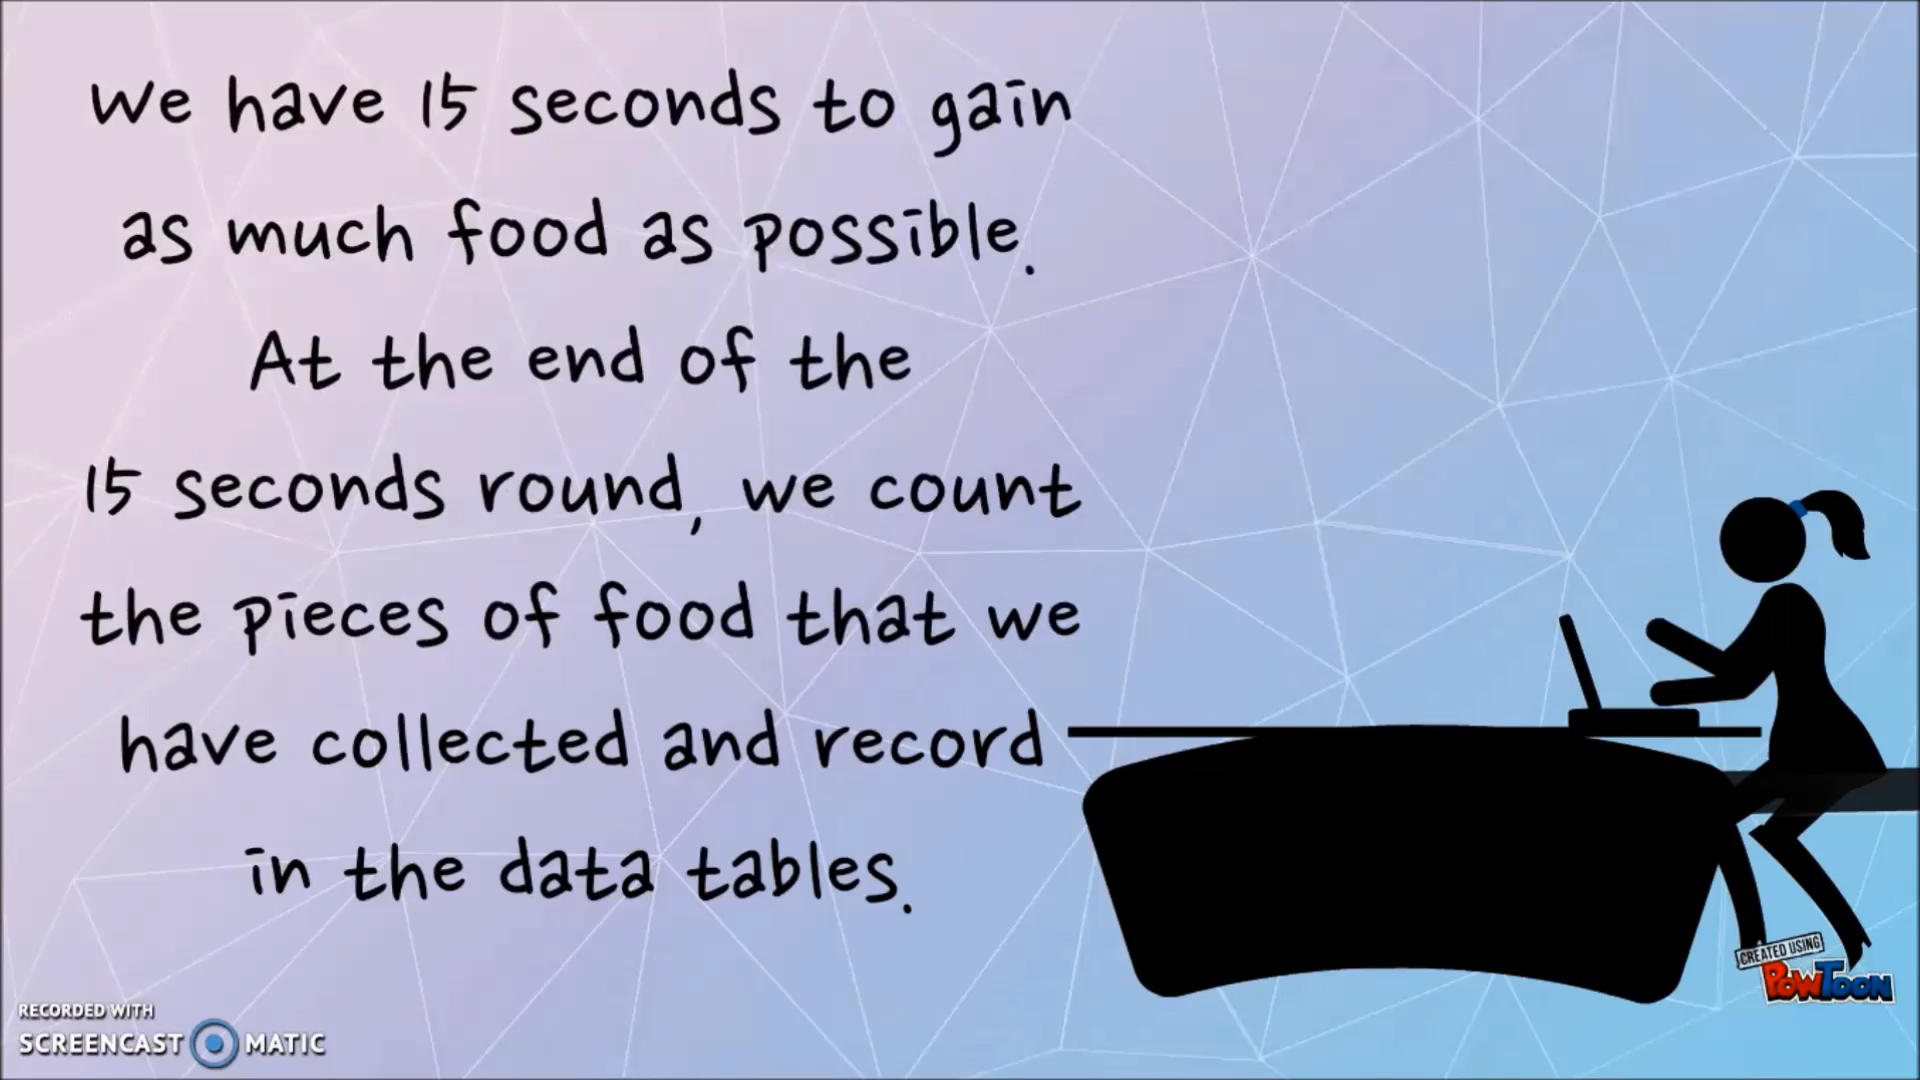 We have 15 seconds to gain
as much food as possible.
At the end of the
15 seconds round, we count
the pieces of food that we
have collected and record
in the data tables.
CREATED USING
POWTOON
RECORDED WITH
SCREENCAST MATIC